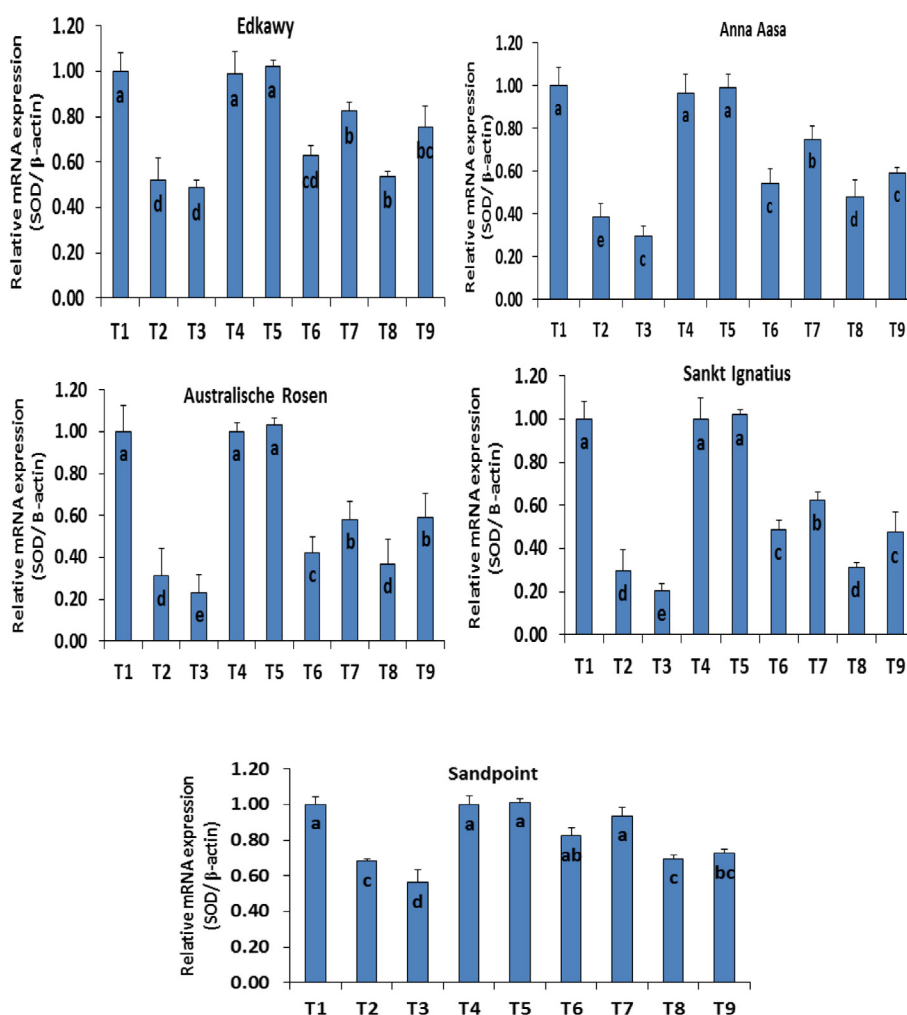 Edkawy
Relative mRNA expression
(SOD/ β-actin)
1.20
1.00
0.80
0.60
0.40
0.20
0.00
a
d
d
a
a
cd
b
b
bc
T1 T2 T3 T4 T5 T6 T7 T8 T9
Anna Aasa
Relative mRNA expression
(SOD/ β-actin)
1.20
1.00
0.80
0.60
0.40
0.20
0.00
a
e
c
a
a
c
b
d
c
T1 T2 T3 T4 T5 T6 T7 T8 T9
Australische Rosen
Relative mRNA expression
(SOD/ B-actin)
1.20
1.00
0.80
0.60
0.40
0.20
0.00
a
d
e
a
a
c
b
d
b
T1 T2 T3 T4 T5 T6 T7 T8 T9
Sankt Ignatius
Relative mRNA expression
(SOD/ β-actin)
1.20
1.00
0.80
0.60
0.40
0.20
0.00
a
d
e
a
a
c
b
d
c
T1 T2 T3 T4 T5 T6 T7 T8 T9
Sandpoint
Relative mRNA expression
(SOD/ β-actin)
1.20
1.00
0.80
0.60
0.40
0.20
0.00
a
c
d
a
a
ab
a
c
bc
T1 T2 T3 T4 T5 T6 T7 T8 T9